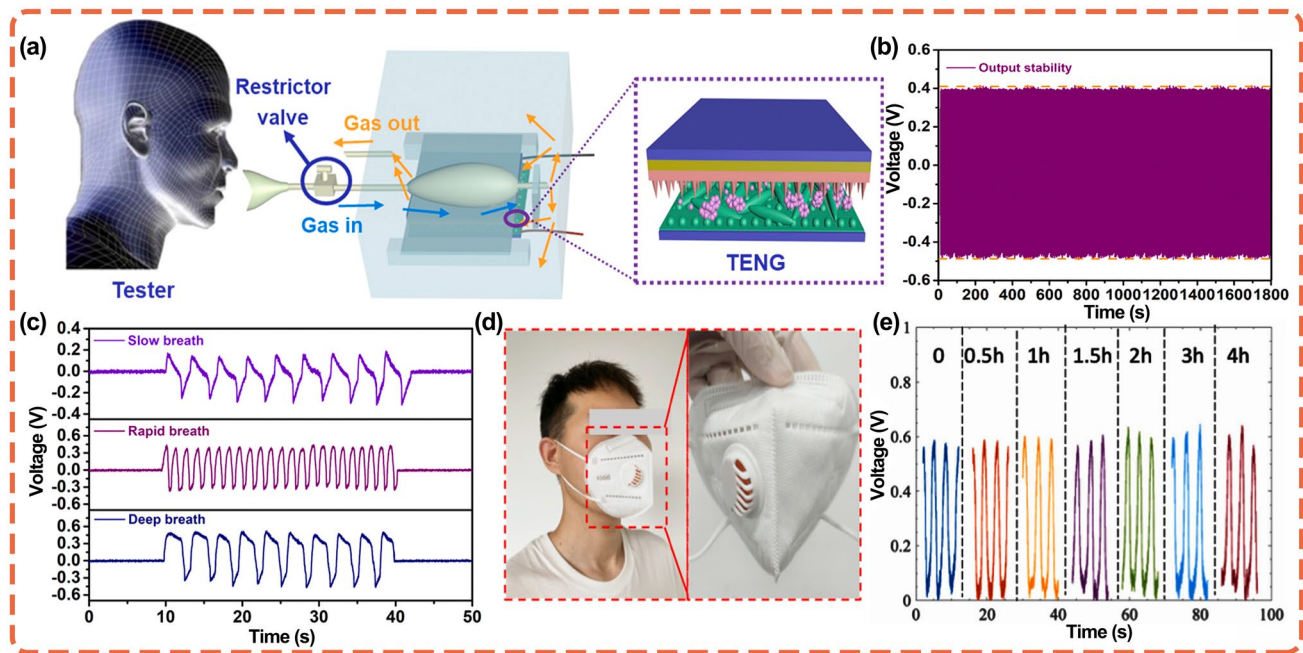 (a)
Restrictor
valve
Gas out
Gas in
Tester
TENG
(b)
Output stability
Voltage (V)
0.6
0.4
0.2
0.0
-0.2
-0.4
-0.6
0 200 400 600 800 1000 1200 1400 1600 1800
Time (s)
(c)
Slow breath
0.4
0.2
0.0
-0.2
-0.4
Rapid breath
0.6
0.3
0.0
-0.3
-0.6
Deep breath
0.6
0.3
0.0
-0.3
-0.6
Voltage (V)
0 10 20 30 40 50
Time (s)
(d)
(e)
0 0.5h 1h 1.5h 2h 3h 4h
Voltage (V)
1
0.8
0.6
0.4
0.2
0
20 40 60 80 100
Time (s)